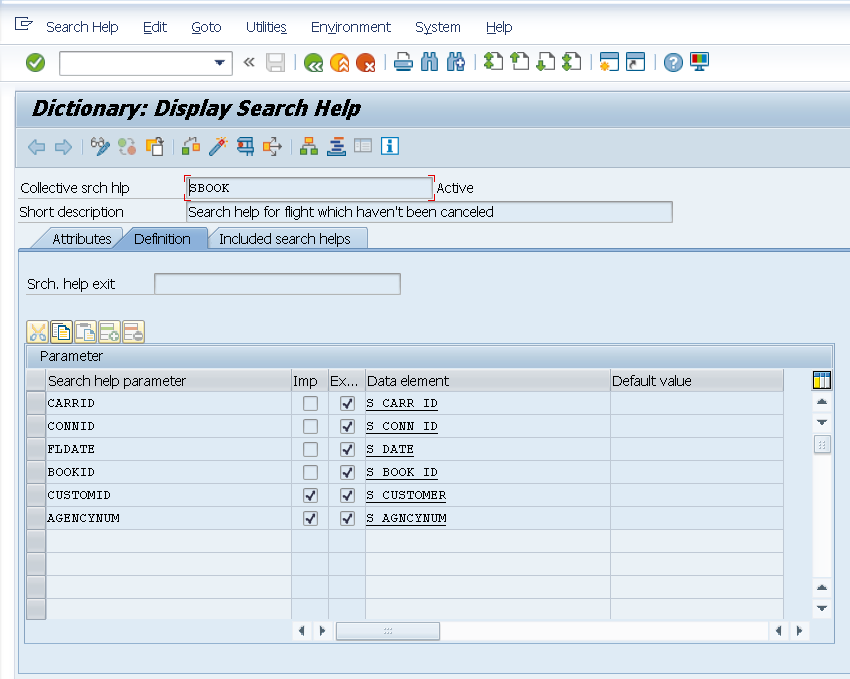 Search Help Edit Goto Utilities Environment System Help
Dictionary: Display Search Help
Collective srch hlp SBOOK Active
Short description Search help for flight which haven't been canceled
Attributes Definition Included search helps
Srch. help exit
Parameter
Search help parameter Imp Ex... Data element Default value
CARRID S_CARR_ID
CONNID S_CONN_ID
FLDATE S_DATE
BOOKID S_BOOK_ID
CUSTOMID S_CUSTOMER
AGENCYNUM S_AGNCYNUM